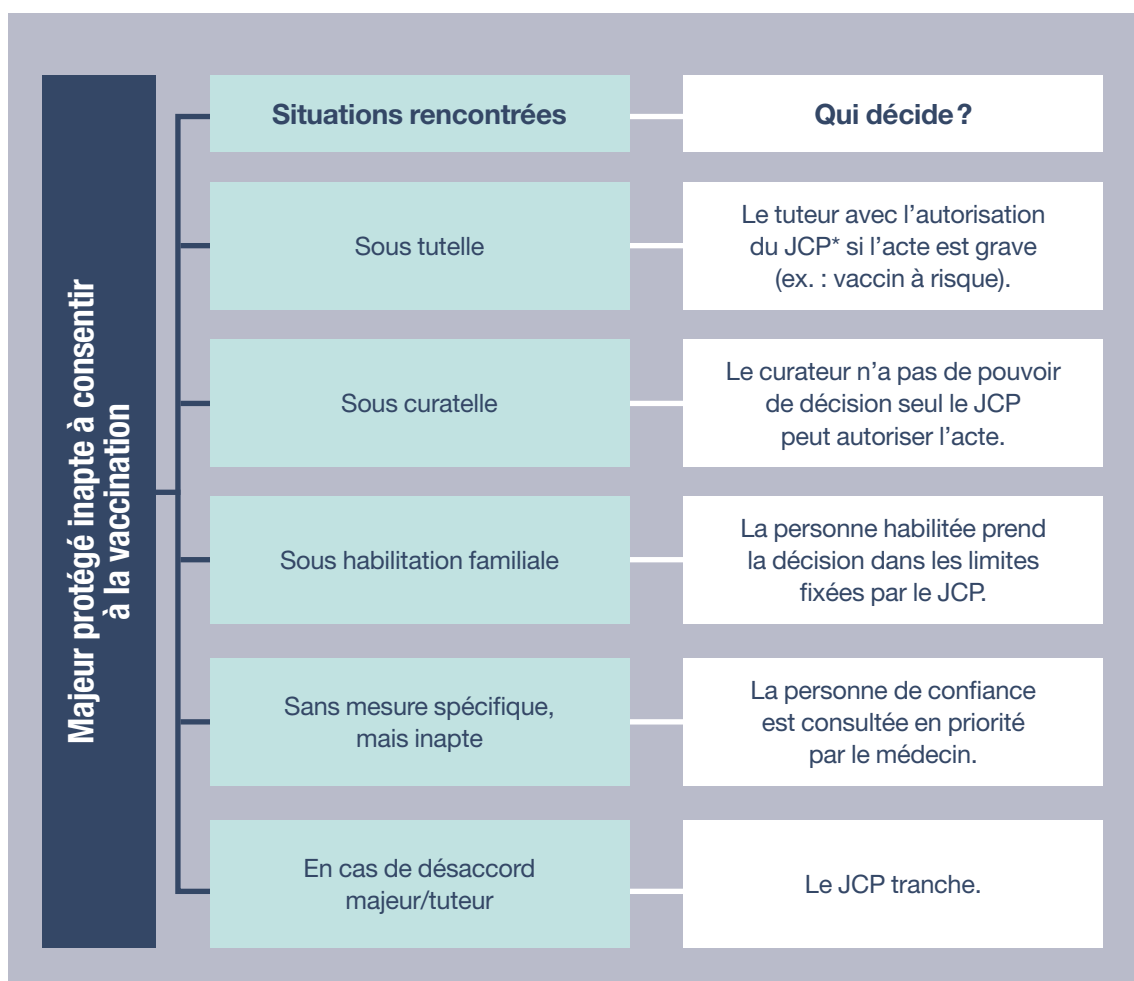 Majeur protégé inapte à consentir
à la vaccination
Situations rencontrées
Qui décide ?
Sous tutelle
Le tuteur avec l’autorisation
du JCP* si l’acte est grave
(ex. : vaccin à risque).
Sous curatelle
Le curateur n’a pas de pouvoir
de décision seul le JCP
peut autoriser l’acte.
Sous habilitation familiale
La personne habilitée prend
la décision dans les limites
fixées par le JCP.
Sans mesure spécifique,
mais inapte
La personne de confiance
est consultée en priorité
par le médecin.
En cas de désaccord
majeur/tuteur
Le JCP tranche.